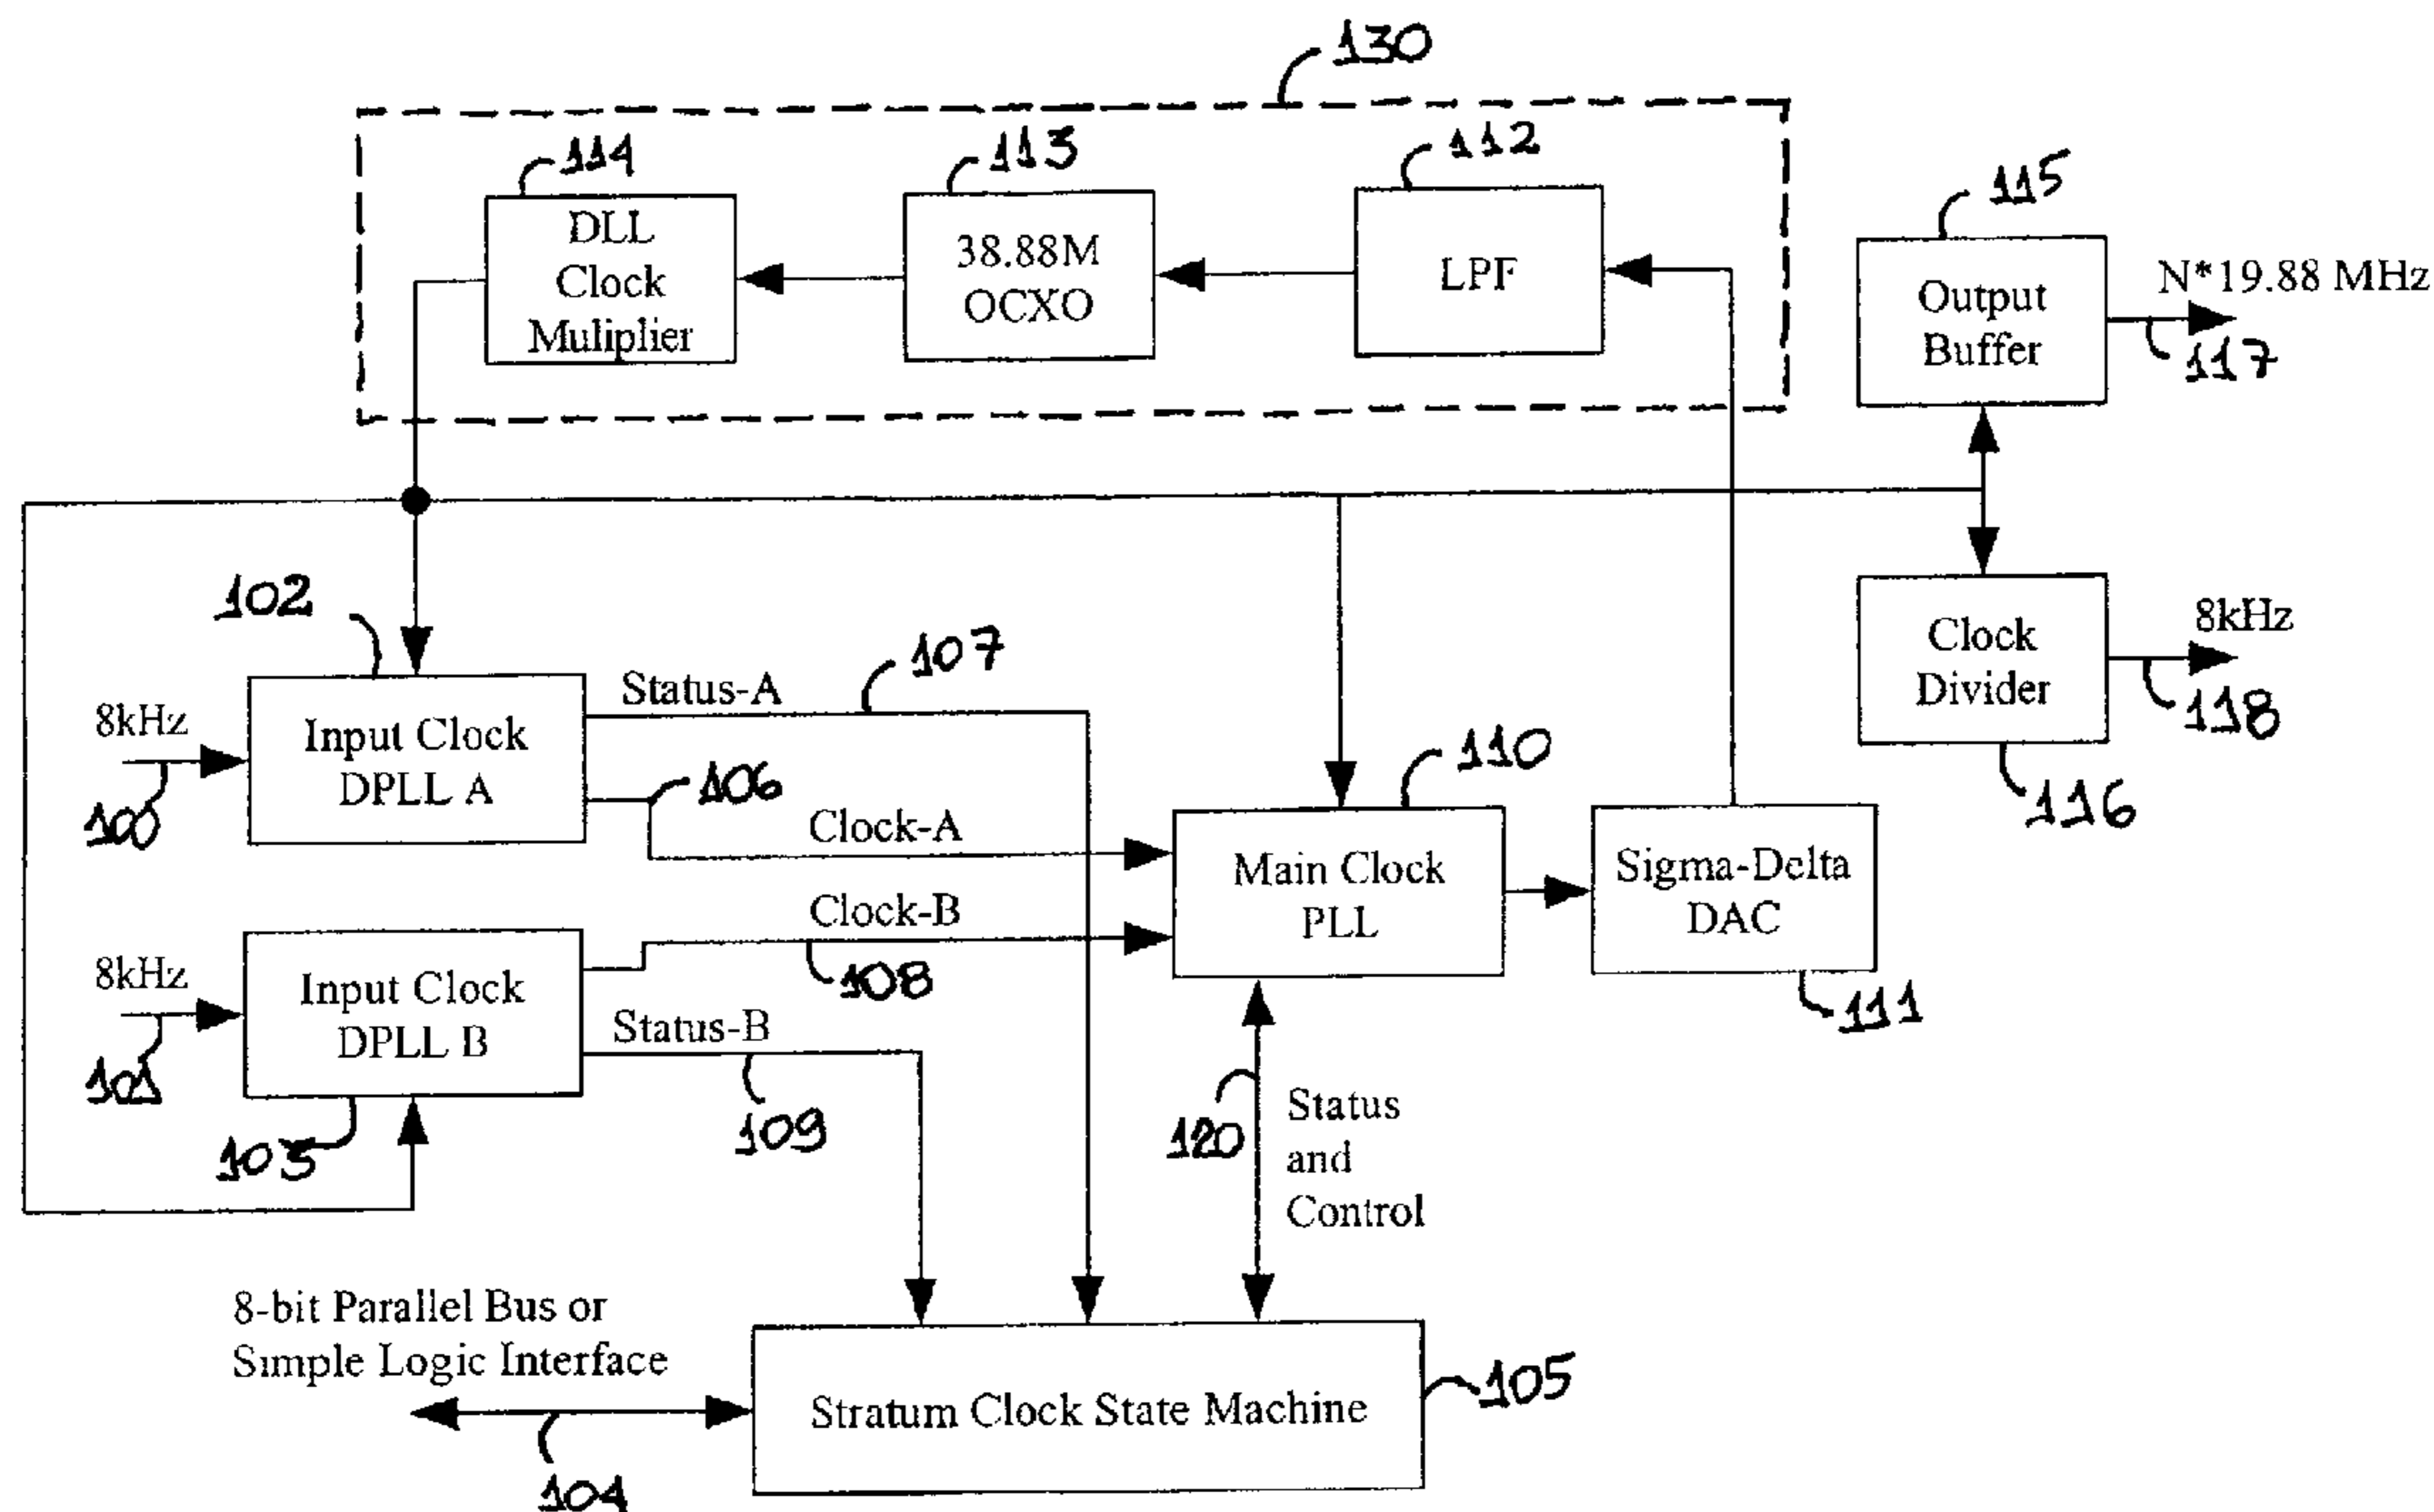 130
114
113
112
115
DLL
Clock
Muliplier
38.88M
OCXO
LPF
Output
Buffer
N*19.88 MHz
117
102
107
Status-A
8kHz
Input Clock
DPLL A
100
106
Clock-A
110
Clock
Divider
8kHz
118
116
Main Clock
PLL
Sigma-Delta
DAC
111
Clock-B
108
8kHz
Input Clock
DPLL B
101
Status-B
103
109
120
Status
and
Control
8-bit Parallel Bus or
Simple Logic Interface
104
Stratum Clock State Machine
105